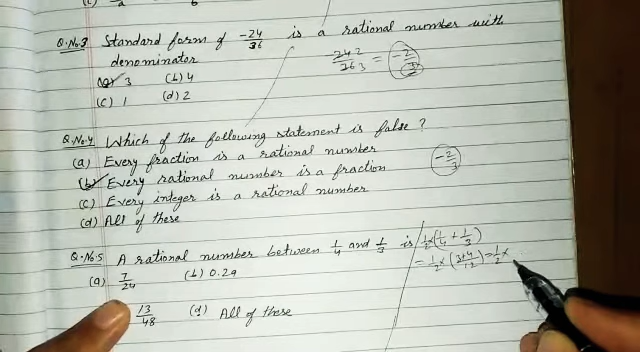 (c) a b
Q.No.3 Standard form of -24/36 is a rational number with
denominator
(a) 3 (b) 4
(c) 1 (d) 2
-24 2 / 36 3 = -2/3
Q.No.4 Which of the following statement is false ?
(a) Every fraction is a rational number
(b) Every rational number is a fraction
(c) Every integer is a rational number
(d) All of these
-2/3
Q.No.5 A rational number between 1/4 and 1/3 is
(a) 7/24 (b) 0.29
13/48 (d) All of these
1/2 × (1/4 + 1/3)
= 1/2 × (3+4/12) = 1/2 ×